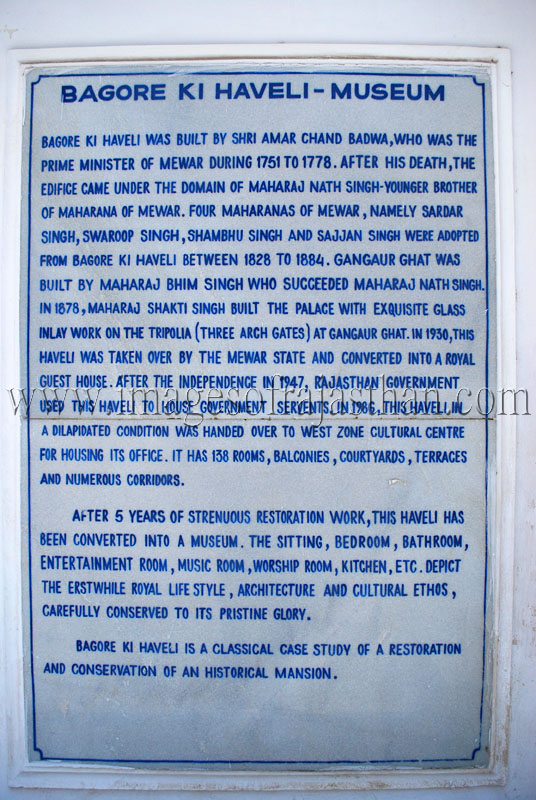 BAGORE KI HAVELI-MUSEUM
BAGORE KI HAVELI WAS BUILT BY SHRI AMAR CHAND BADWA, WHO WAS THE
PRIME MINISTER OF MEWAR DURING 1751 TO 1778. AFTER HIS DEATH, THE
EDIFICE CAME UNDER THE DOMAIN OF MAHARAJ NATH SINGH-YOUNGER BROTHER
OF MAHARANA OF MEWAR. FOUR MAHARANAS OF MEWAR, NAMELY SARDAR
SINGH, SWAROOP SINGH, SHAMBHU SINGH AND SAJJAN SINGH WERE ADOPTED
FROM BAGORE KI HAVELI BETWEEN 1828 TO 1884. GANGAUR GHAT WAS
BUILT BY MAHARAJ BHIM SINGH WHO SUCCEEDED MAHARAJ NATH SINGH.
IN 1878, MAHARAJ SHAKTI SINGH BUILT THE PALACE WITH EXQUISITE GLASS
INLAY WORK ON THE TRIPOLIA (THREE ARCH GATES) AT GANGAUR GHAT. IN 1930, THIS
HAVELI WAS TAKEN OVER BY THE MEWAR STATE AND CONVERTED INTO A ROYAL
GUEST HOUSE. AFTER THE INDEPENDENCE IN 1947, RAJASTHAN GOVERNMENT
www.imagesofrajasthan.com
USED THIS HAVELI TO HOUSE GOVERNMENT SERVENTS. IN 1986, THIS HAVELI, IN
A DILAPIDATED CONDITION WAS HANDED OVER TO WEST ZONE CULTURAL CENTRE
FOR HOUSING ITS OFFICE. IT HAS 138 ROOMS, BALCONIES, COURTYARDS, TERRACES
AND NUMEROUS CORRIDORS.
AFTER 5 YEARS OF STRENUOUS RESTORATION WORK, THIS HAVELI HAS
BEEN CONVERTED INTO A MUSEUM. THE SITTING, BEDROOM, BATHROOM,
ENTERTAINMENT ROOM, MUSIC ROOM, WORSHIP ROOM, KITCHEN, ETC. DEPICT
THE ERSTWHILE ROYAL LIFE STYLE, ARCHITECTURE AND CULTURAL ETHOS,
CAREFULLY CONSERVED TO ITS PRISTINE GLORY.
BAGORE KI HAVELI IS A CLASSICAL CASE STUDY OF A RESTORATION
AND CONSERVATION OF AN HISTORICAL MANSION.